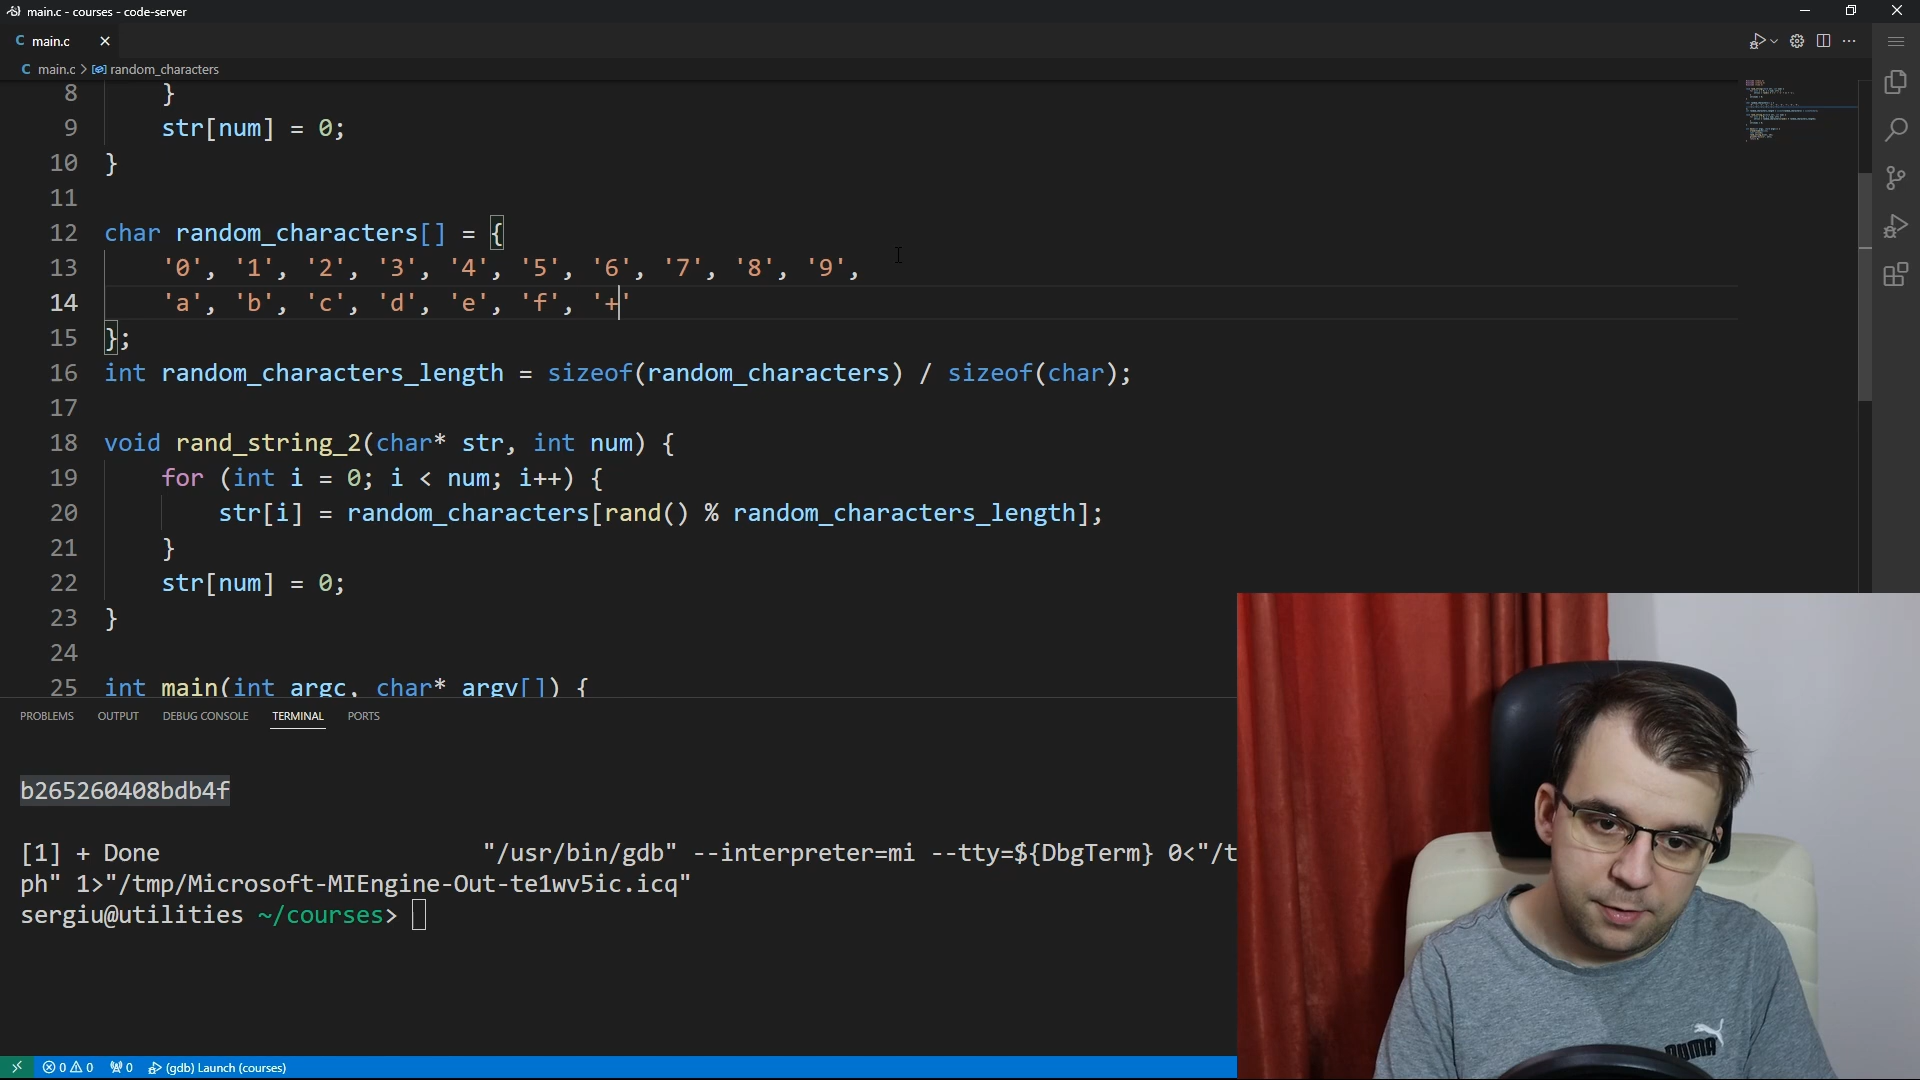 main.c - courses - code-server
C main.c
C main.c > random_characters
8 }
9 str[num] = 0;
10 }
11
12 char random_characters[] = {
13 '0', '1', '2', '3', '4', '5', '6', '7', '8', '9',
14 'a', 'b', 'c', 'd', 'e', 'f', '+'
15 };
16 int random_characters_length = sizeof(random_characters) / sizeof(char);
17
18 void rand_string_2(char* str, int num) {
19 for (int i = 0; i < num; i++) {
20 str[i] = random_characters[rand() % random_characters_length];
21 }
22 str[num] = 0;
23 }
24
25 int main(int argc, char* argv[]) {
PROBLEMS OUTPUT DEBUG CONSOLE TERMINAL PORTS
b265260408bdb4f
[1] + Done "/usr/bin/gdb" --interpreter=mi --tty=${DbgTerm} 0<"/t
ph" 1>"/tmp/Microsoft-MIEngine-Out-te1wv5ic.icq"
sergiu@utilities ~/courses>
0 0 0 (gdb) Launch (courses)
PUMA